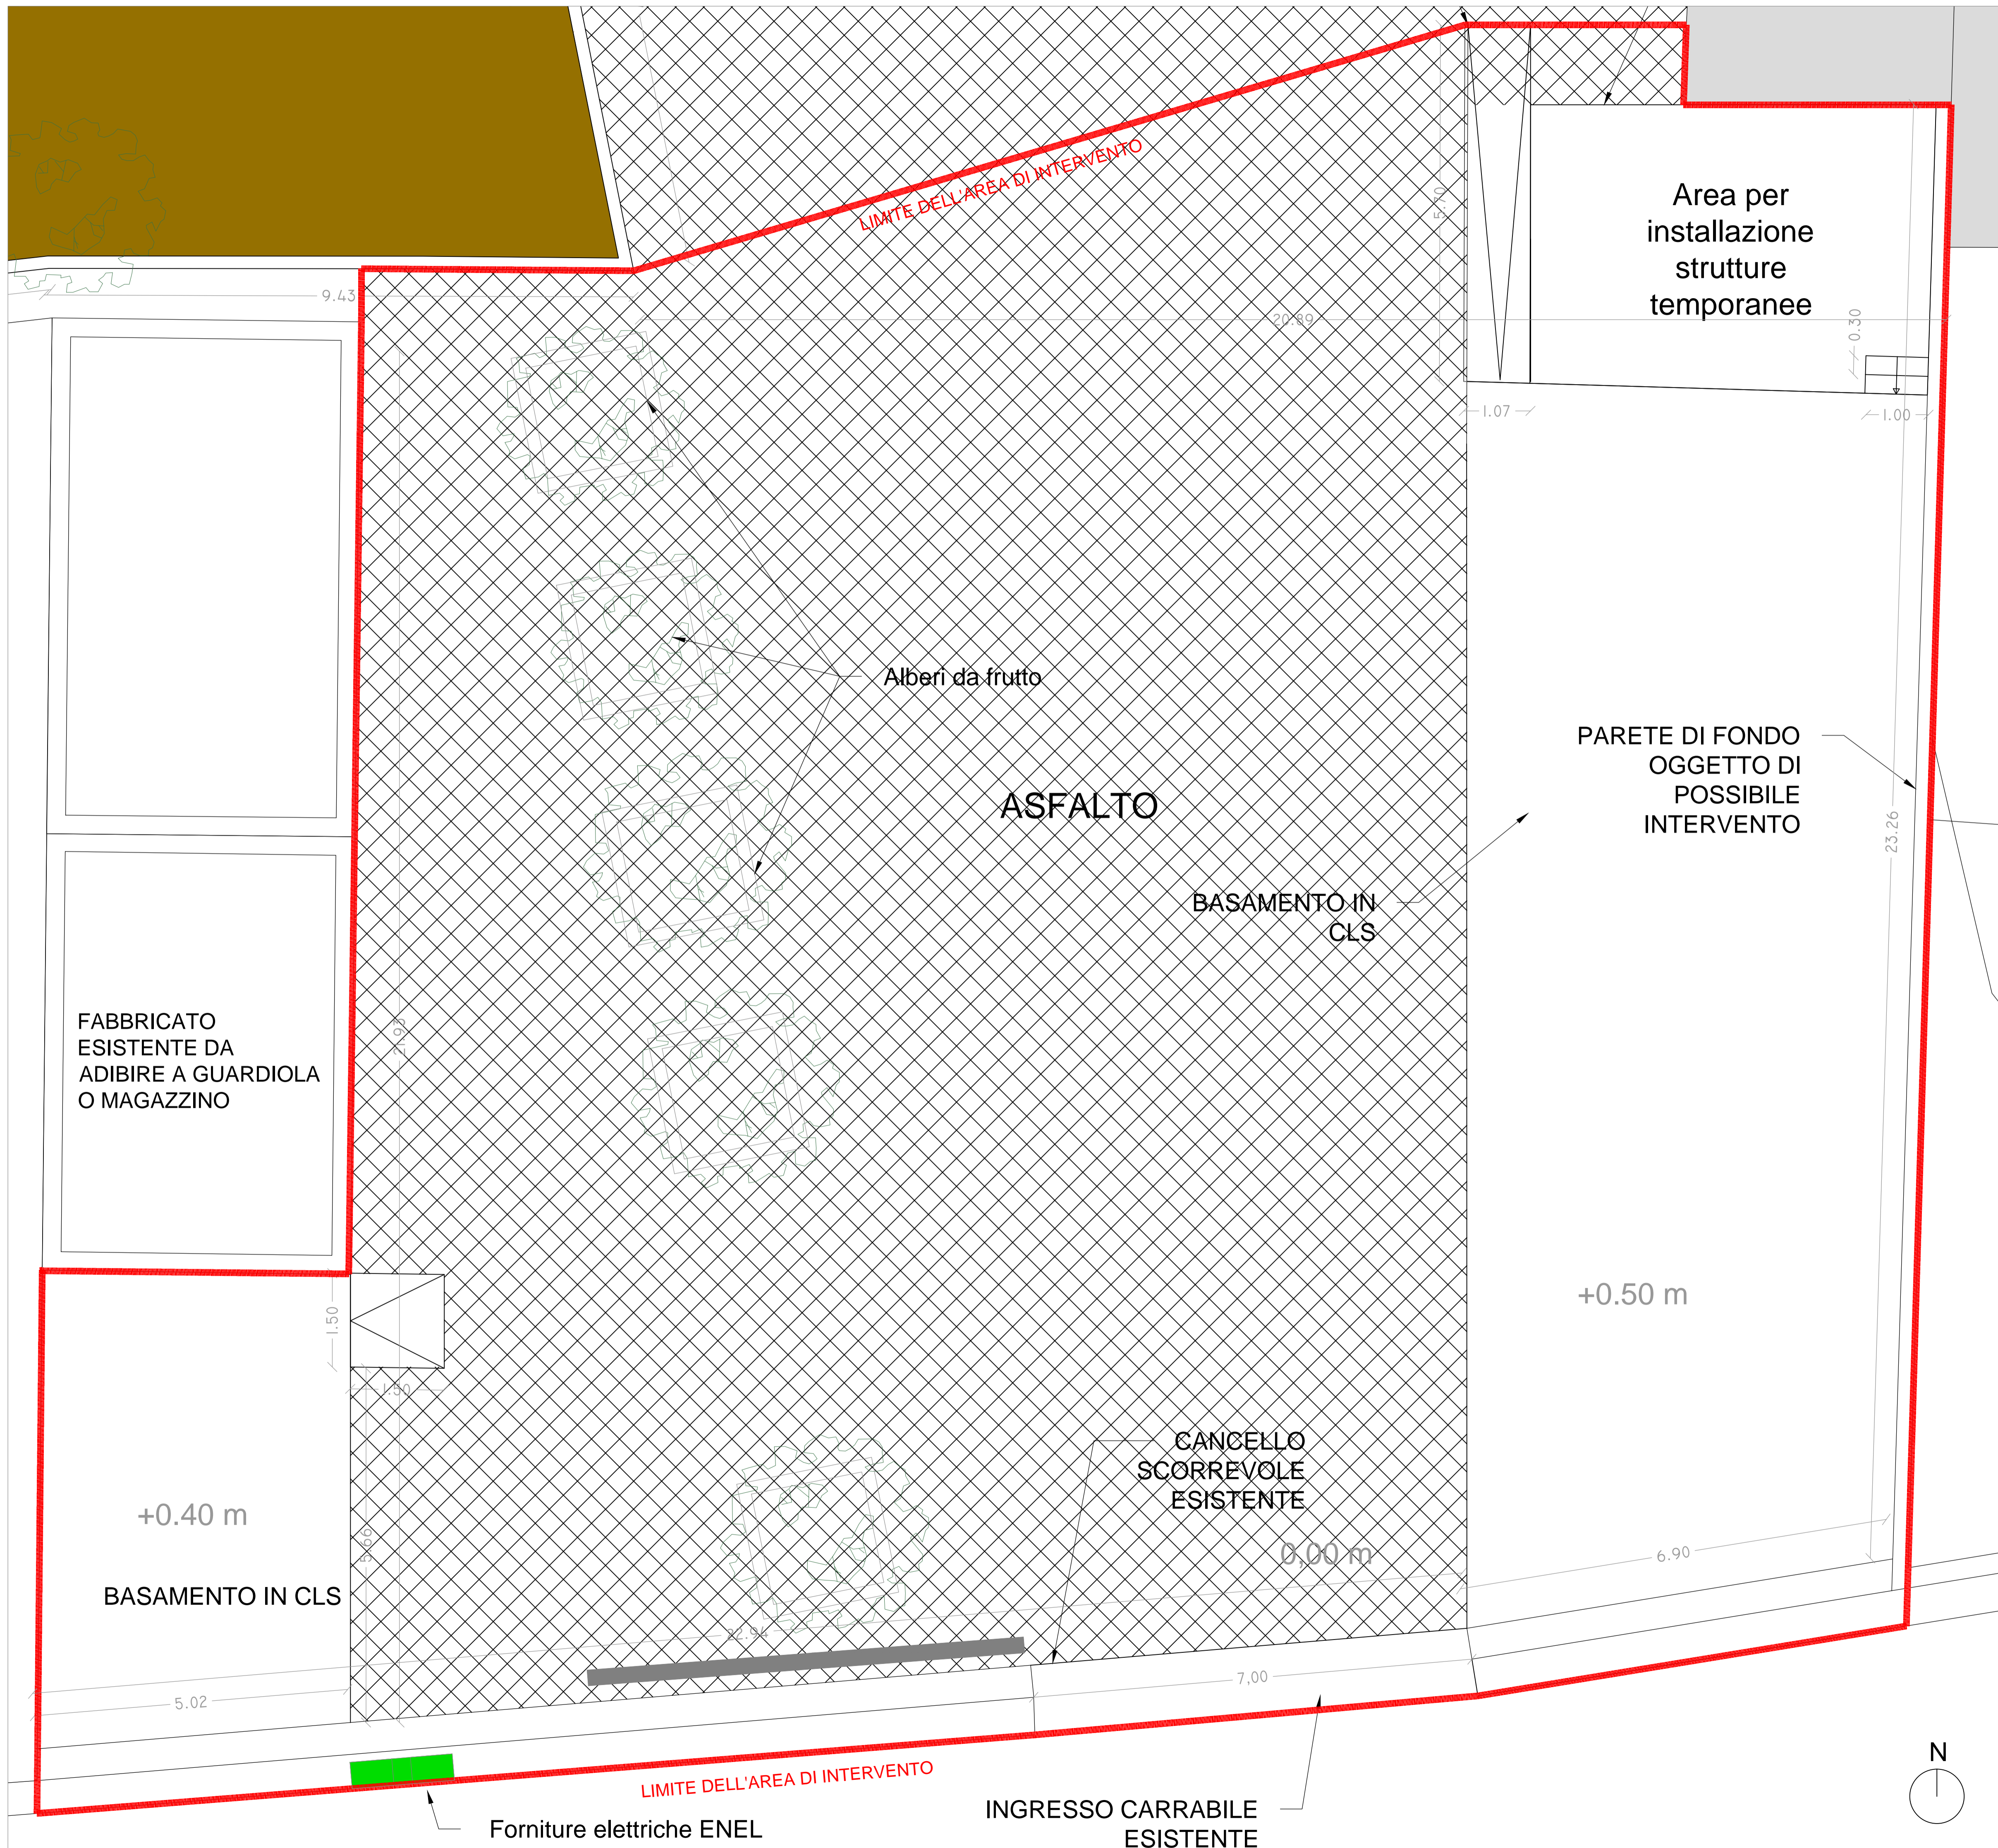 LIMITE DELL'AREA DI INTERVENTO
Area per
installazione
strutture
temporanee
5.70
9.43
20.89
0.30
1.07
1.00
Alberi da frutto
PARETE DI FONDO
OGGETTO DI
POSSIBILE
INTERVENTO
ASFALTO
23.26
BASAMENTO IN
CLS
FABBRICATO
ESISTENTE DA
ADIBIRE A GUARDIOLA
O MAGAZZINO
21.93
+0.50 m
1.50
1.50
CANCELLO
SCORREVOLE
ESISTENTE
+0.40 m
5.66
0,00 m
6.90
BASAMENTO IN CLS
22.94
7,00
5.02
LIMITE DELL'AREA DI INTERVENTO
N
INGRESSO CARRABILE
ESISTENTE
Forniture elettriche ENEL